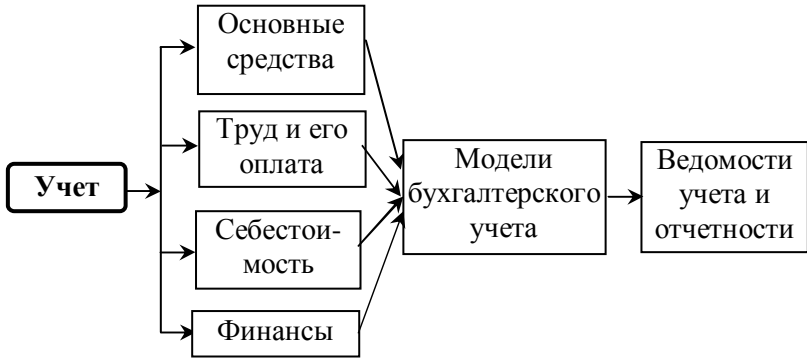 Основные
средства
Труд и его
оплата
Учет
Модели
бухгалтерского
учета
Ведомости
учета и
отчетности
Себестои-
мость
Финансы